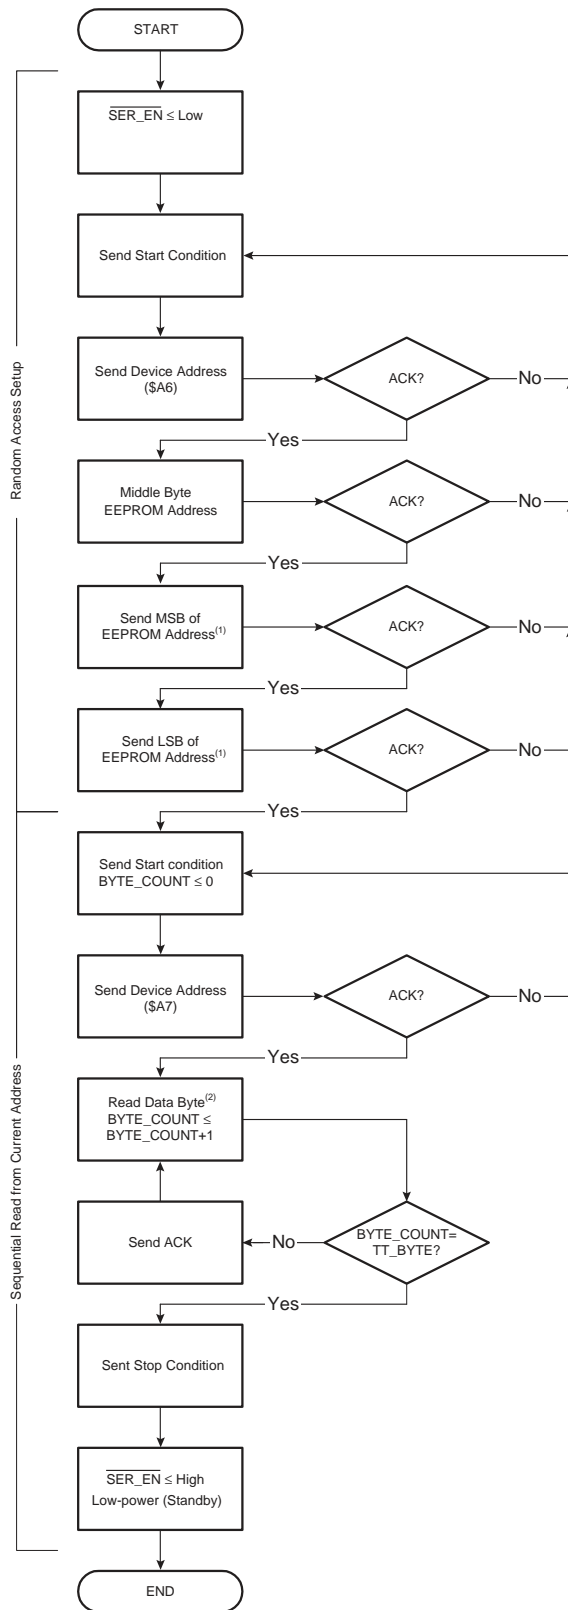 START
SER_EN ≤ Low
Send Start Condition
Send Device Address
($A6)
ACK?
No
Yes
Middle Byte
EEPROM Address
ACK?
No
Yes
Send MSB of
EEPROM Address(1)
ACK?
No
Yes
Send LSB of
EEPROM Address(1)
ACK?
No
Yes
Random Access Setup
Send Start condition
BYTE_COUNT ≤ 0
Send Device Address
($A7)
ACK?
No
Yes
Read Data Byte(2)
BYTE_COUNT ≤
BYTE_COUNT+1
Send ACK
No
BYTE_COUNT=
TT_BYTE?
Yes
Sent Stop Condition
SER_EN ≤ High
Low-power (Standby)
Sequential Read from Current Address
END